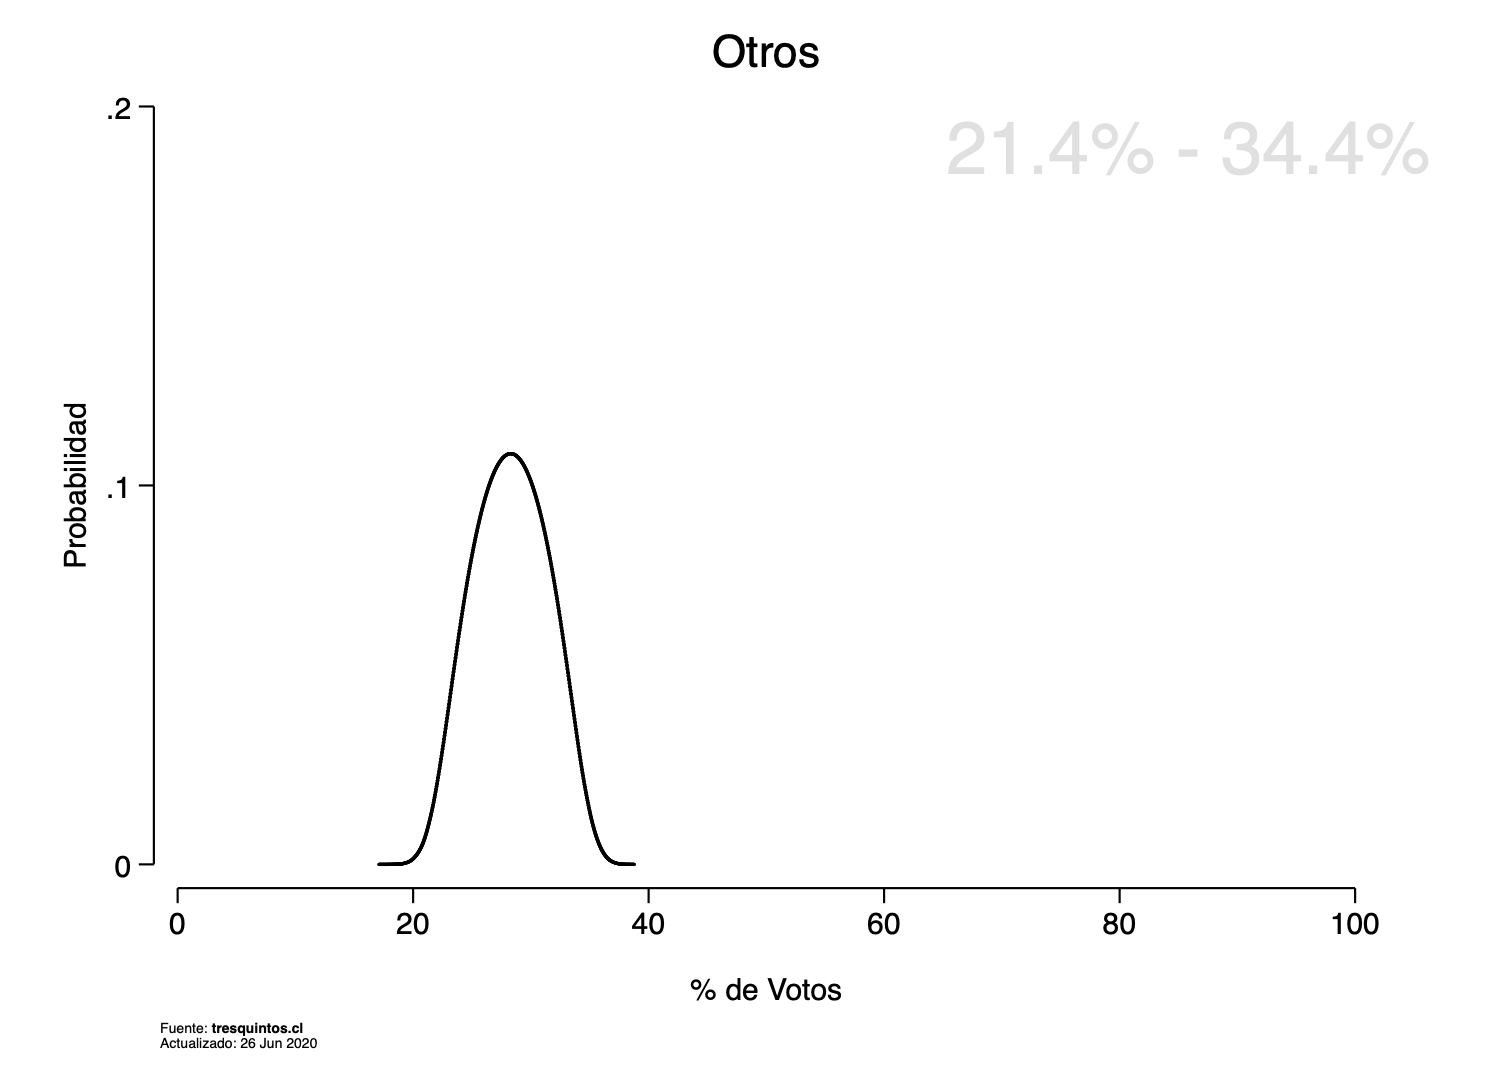 Otros
21.4% - 34.4%
.2
.1
0
Probabilidad
0 20 40 60 80 100
% de Votos
Fuente: tresquintos.cl
Actualizado: 26 Jun 2020